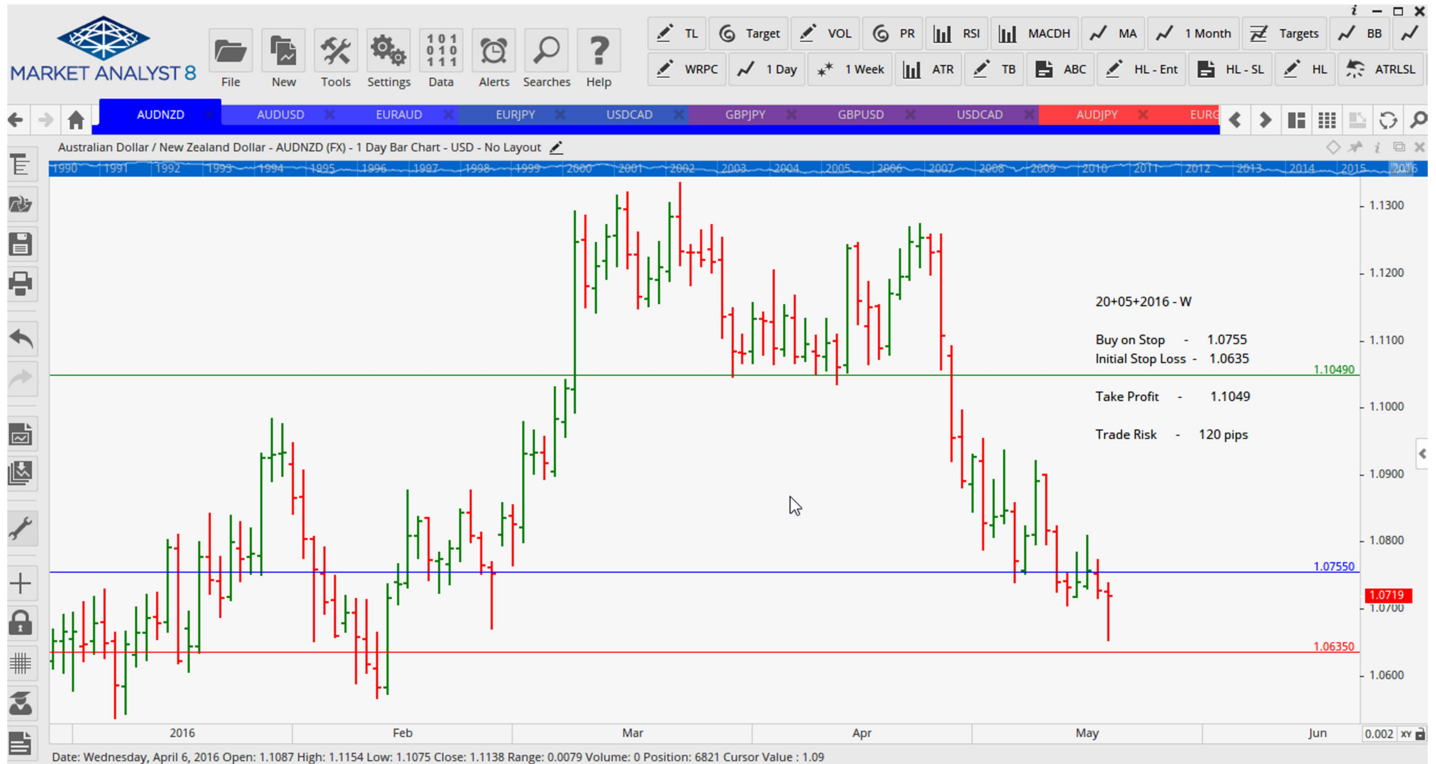 i
MARKET ANALYST 8
File New Tools Settings Data Alerts Searches Help
101
010
111
TL Target VOL PR RSI MACDH MA 1 Month Targets BB
WRPC 1 Day 1 Week ATR TB ABC HL - Ent HL - SL HL ATRLSL
AUDNZD AUDUSD EURAUD EURJPY USDCAD GBPJPY GBPUSD USDCAD AUDJPY EURG
Australian Dollar / New Zealand Dollar - AUDNZD (FX) - 1 Day Bar Chart - USD - No Layout
1990 1991 1992 1993 1994 1995 1996 1997 1998 1999 2000 2001 2002 2003 2004 2005 2006 2007 2008 2009 2010 2011 2012 2013 2014 2015 2016
1.1300
1.1200
20+05+2016 - W
Buy on Stop - 1.0755
1.1100
Initial Stop Loss - 1.0635
1.10490
Take Profit - 1.1049
1.1000
Trade Risk - 120 pips
1.0900
1.0800
1.07550
1.0719
1.0700
1.06350
1.0600
2016 Feb Mar Apr May Jun 0.002 XY
Date: Wednesday, April 6, 2016 Open: 1.1087 High: 1.1154 Low: 1.1075 Close: 1.1138 Range: 0.0079 Volume: 0 Position: 6821 Cursor Value : 1.09